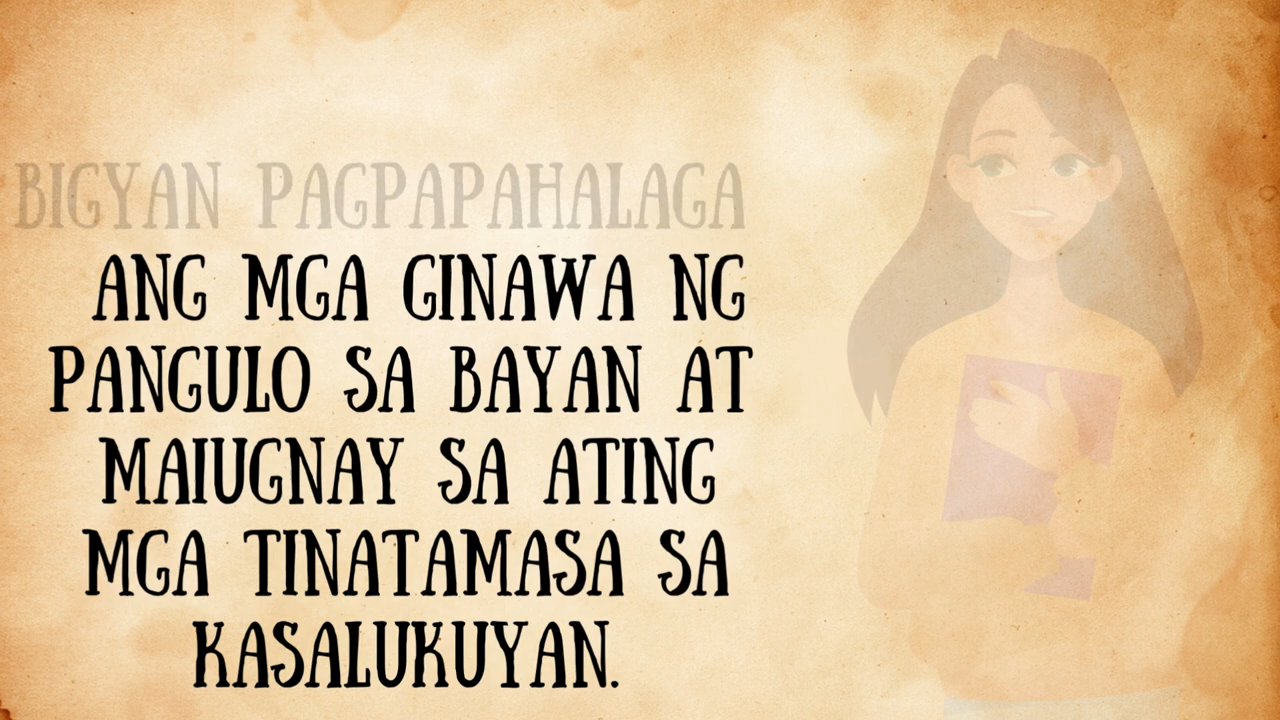 BIGYAN PAGPAPAHALAGA
ANG MGA GINAWA NG
PANGULO SA BAYAN AT
MAIUGNAY SA ATING
MGA TINATAMASA SA
KASALUKUYAN.